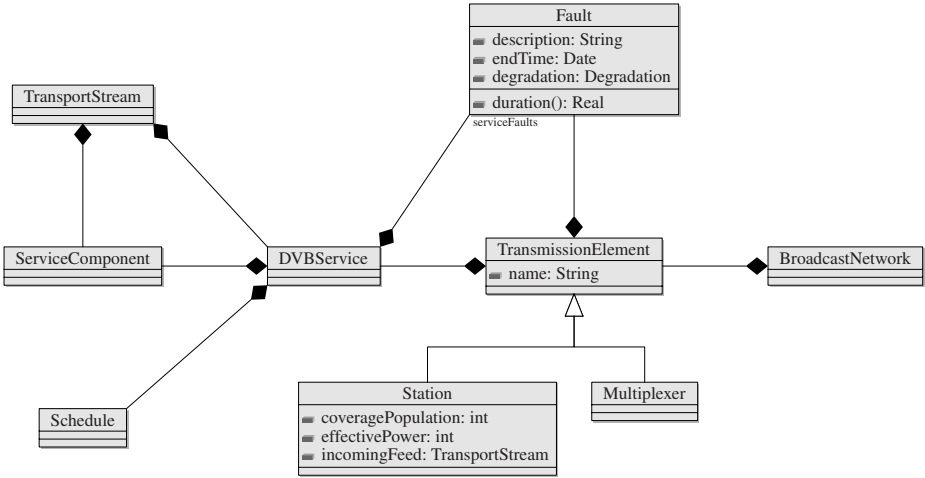 Fault
description: String
endTime: Date
degradation: Degradation
duration(): Real
serviceFaults
TransportStream
ServiceComponent
DVBService
TransmissionElement
name: String
BroadcastNetwork
Schedule
Station
coveragePopulation: int
effectivePower: int
incomingFeed: TransportStream
Multiplexer